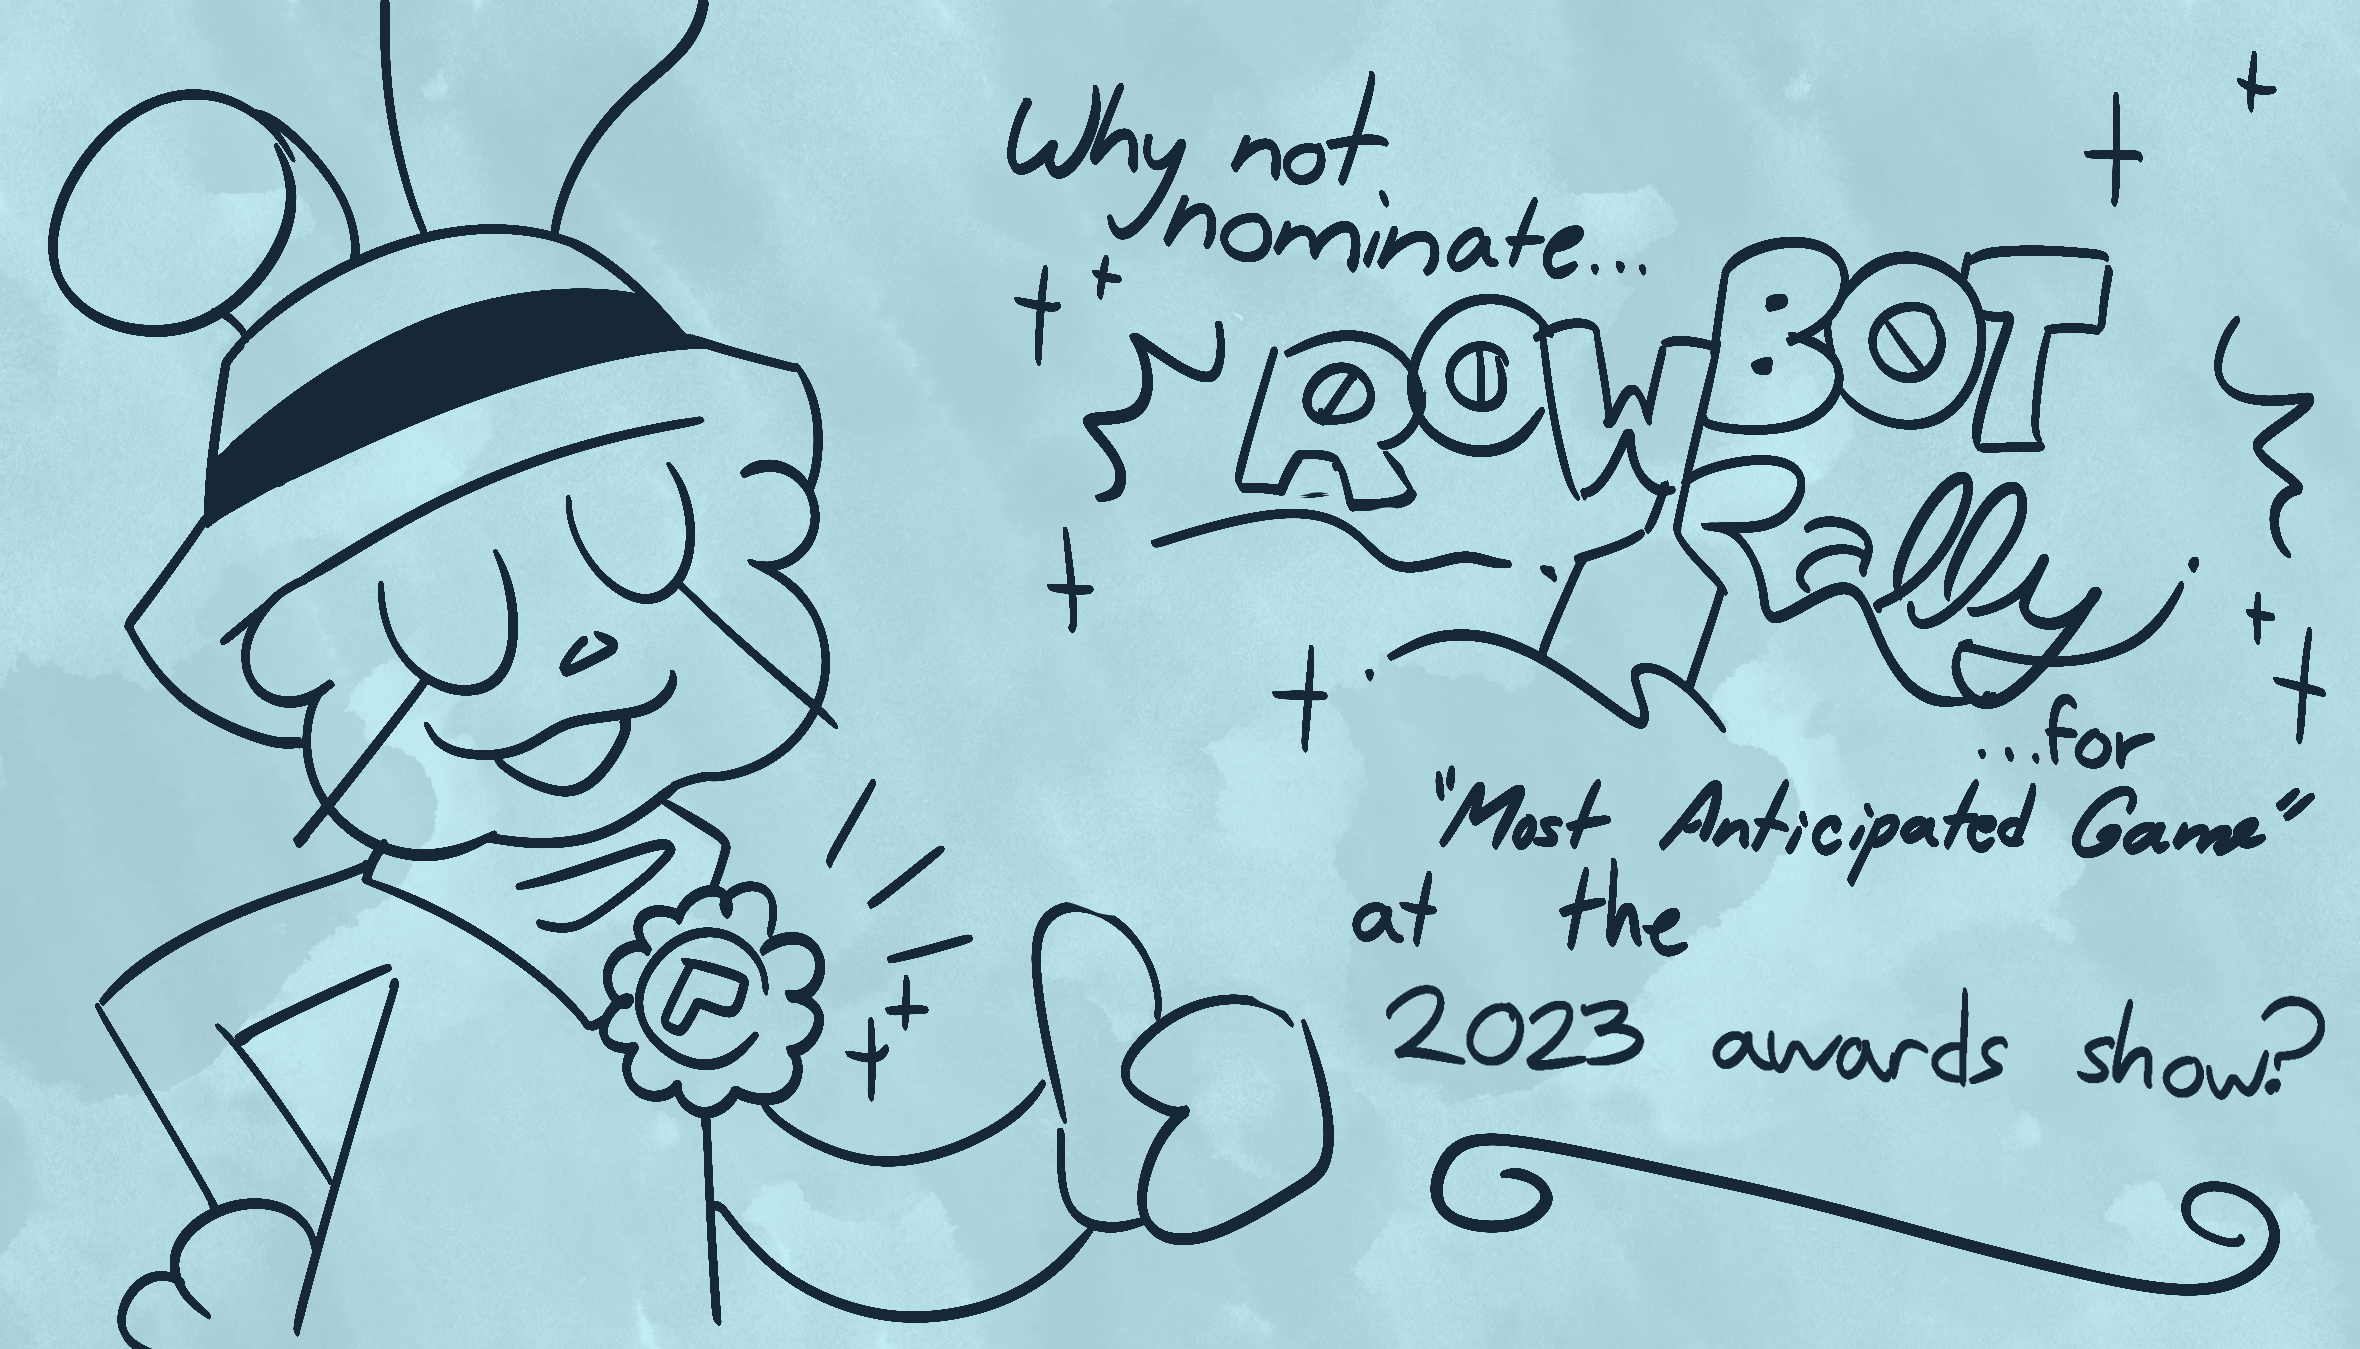 Why not
nominate...
ROWBOT
Rally
...for
"Most Anticipated Game"
at the
2023 awards show?